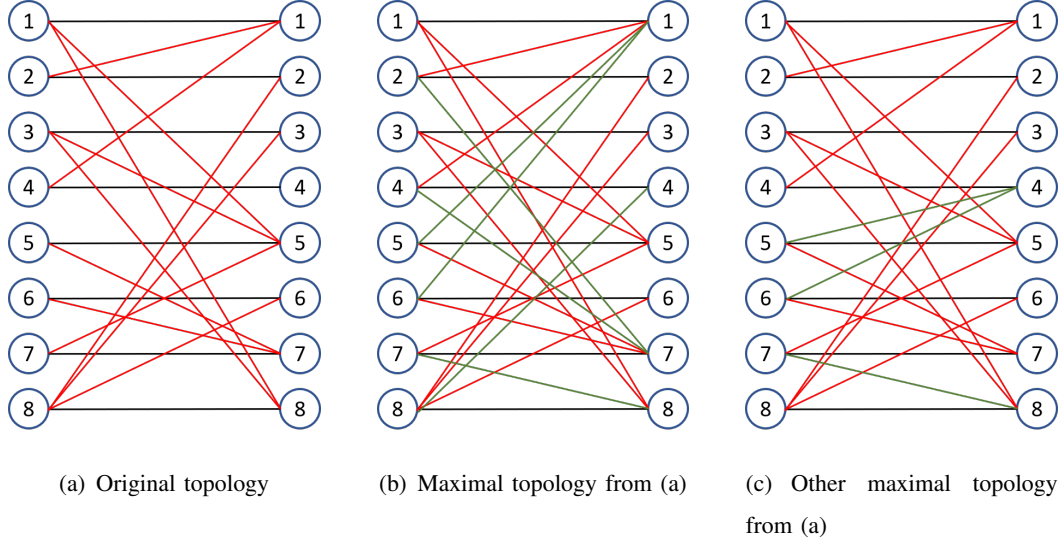 1 1 1 1 1 1
2 2 2 2 2 2
3 3 3 3 3 3
4 4 4 4 4 4
5 5 5 5 5 5
6 6 6 6 6 6
7 7 7 7 7 7
8 8 8 8 8 8
(a) Original topology
(b) Maximal topology from (a)
(c) Other maximal topology
from (a)